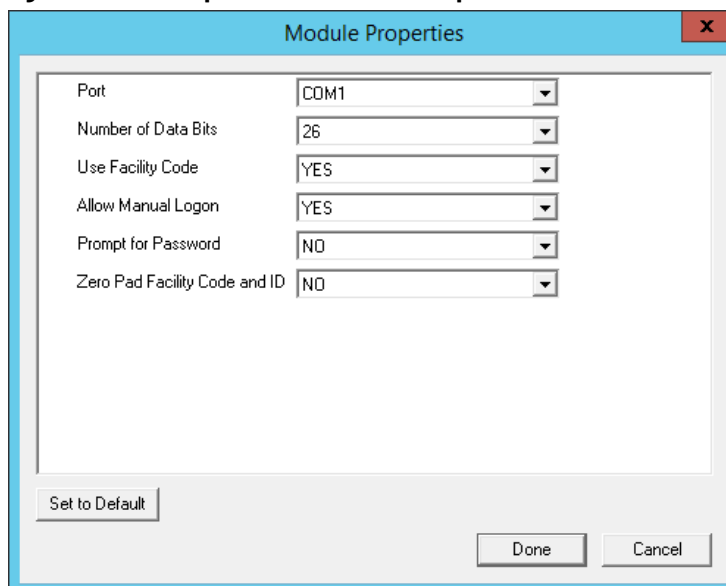 Module Properties
x
Port COM1
Number of Data Bits 26
Use Facility Code YES
Allow Manual Logon YES
Prompt for Password NO
Zero Pad Facility Code and ID NO
Set to Default
Done Cancel